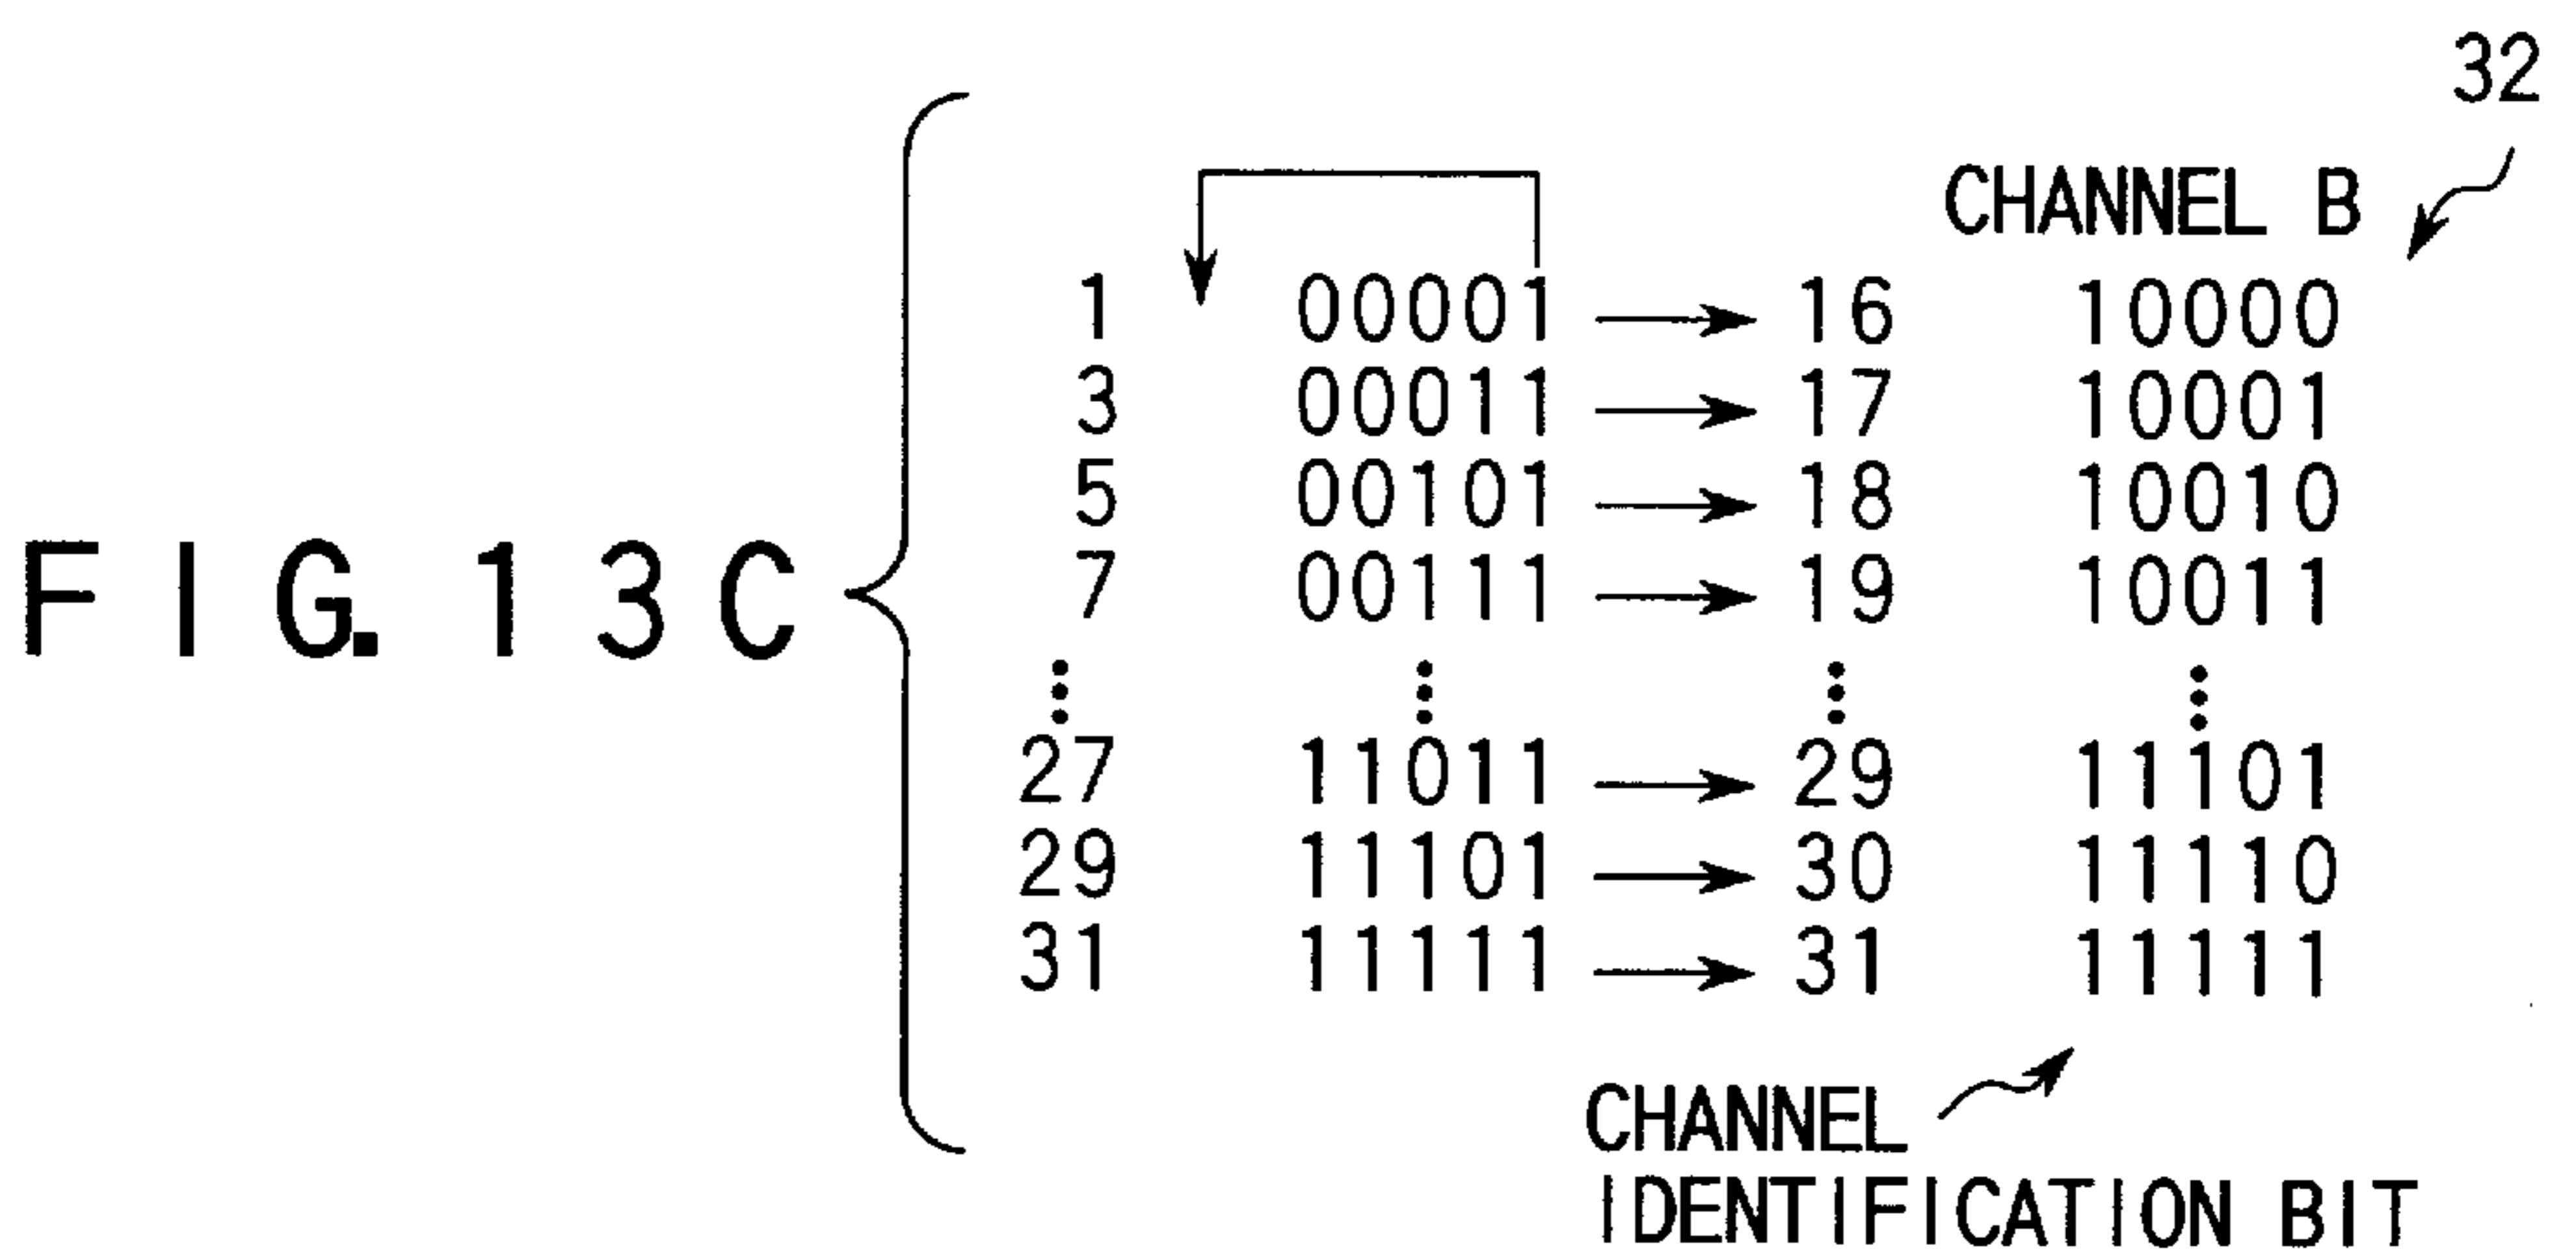 32
CHANNEL B
1 00001 → 16 10000
3 00011 → 17 10001
5 00101 → 18 10010
7 00111 → 19 10011
⋮ ⋮ ⋮ ⋮
27 11011 → 29 11101
29 11101 → 30 11110
31 11111 → 31 11111
FIG. 13C
CHANNEL
IDENTIFICATION BIT